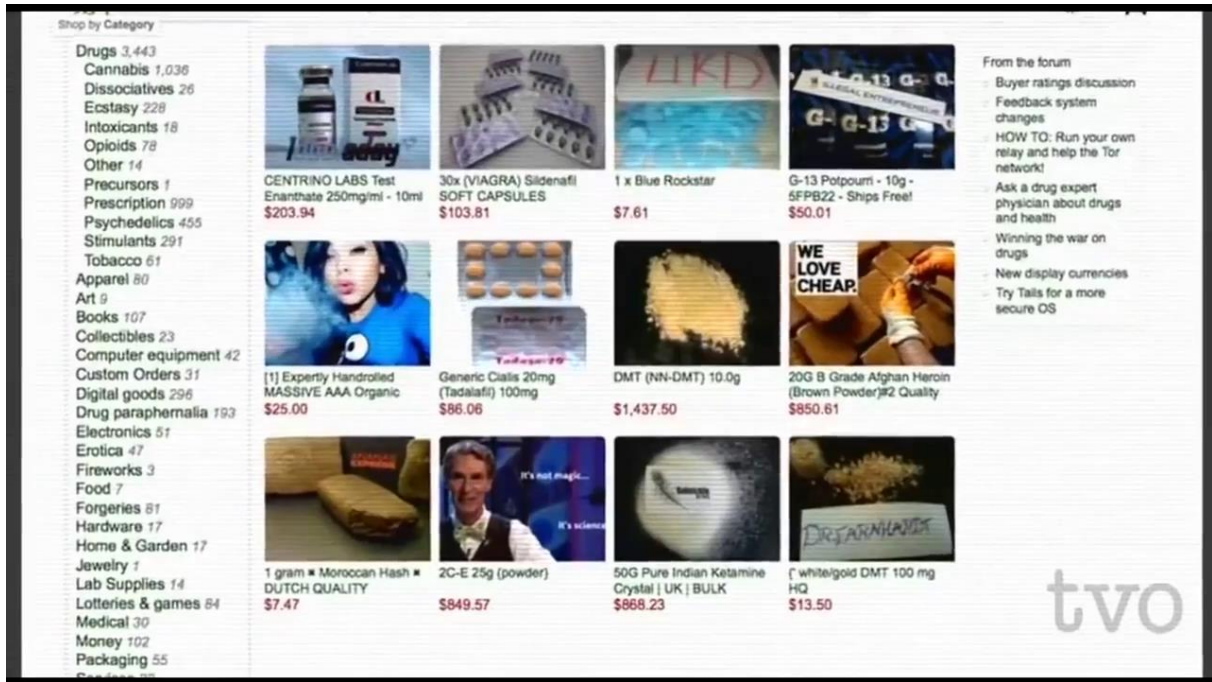 Shop by Category
Drugs 3,443
Cannabis 1,036
Dissociatives 26
Ecstasy 228
Intoxicants 18
Opioids 78
Other 14
Precursors 1
Prescription 999
Psychedelics 455
Stimulants 291
Tobacco 61
Apparel 80
Art 9
Books 107
Collectibles 23
Computer equipment 42
Custom Orders 31
Digital goods 296
Drug paraphernalia 193
Electronics 51
Erotica 47
Fireworks 3
Food 7
Forgeries 81
Hardware 17
Home & Garden 17
Jewelry 1
Lab Supplies 14
Lotteries & games 84
Medical 30
Money 102
Packaging 55
aday
CENTRINO LABS Test
Enanthate 250mg/ml - 10ml
$203.94
30x (VIAGRA) Sildenafil
SOFT CAPSULES
$103.81
UKD
1 x Blue Rockstar
$7.61
ILLEGAL ENTREPRENEUR
G-13
G-13 Potpourri - 10g -
5FPB22 - Ships Free!
$50.01
[1] Expertly Handrolled
MASSIVE AAA Organic
$25.00
Generic Cialis 20mg
(Tadalafil) 100mg
$86.06
DMT (NN-DMT) 10.0g
$1,437.50
WE
LOVE
CHEAP.
20G B Grade Afghan Heroin
(Brown Powder)#2 Quality
$850.61
1 gram ¤ Moroccan Hash ¤
DUTCH QUALITY
$7.47
It's not magic...
It's science
2C-E 25g (powder)
$849.57
50G Pure Indian Ketamine
Crystal | UK | BULK
$868.23
(' white/gold DMT 100 mg
HQ
$13.50
From the forum
Buyer ratings discussion
Feedback system
changes
HOW TO: Run your own
relay and help the Tor
network!
Ask a drug expert
physician about drugs
and health
Winning the war on
drugs
New display currencies
Try Tails for a more
secure OS
tvo